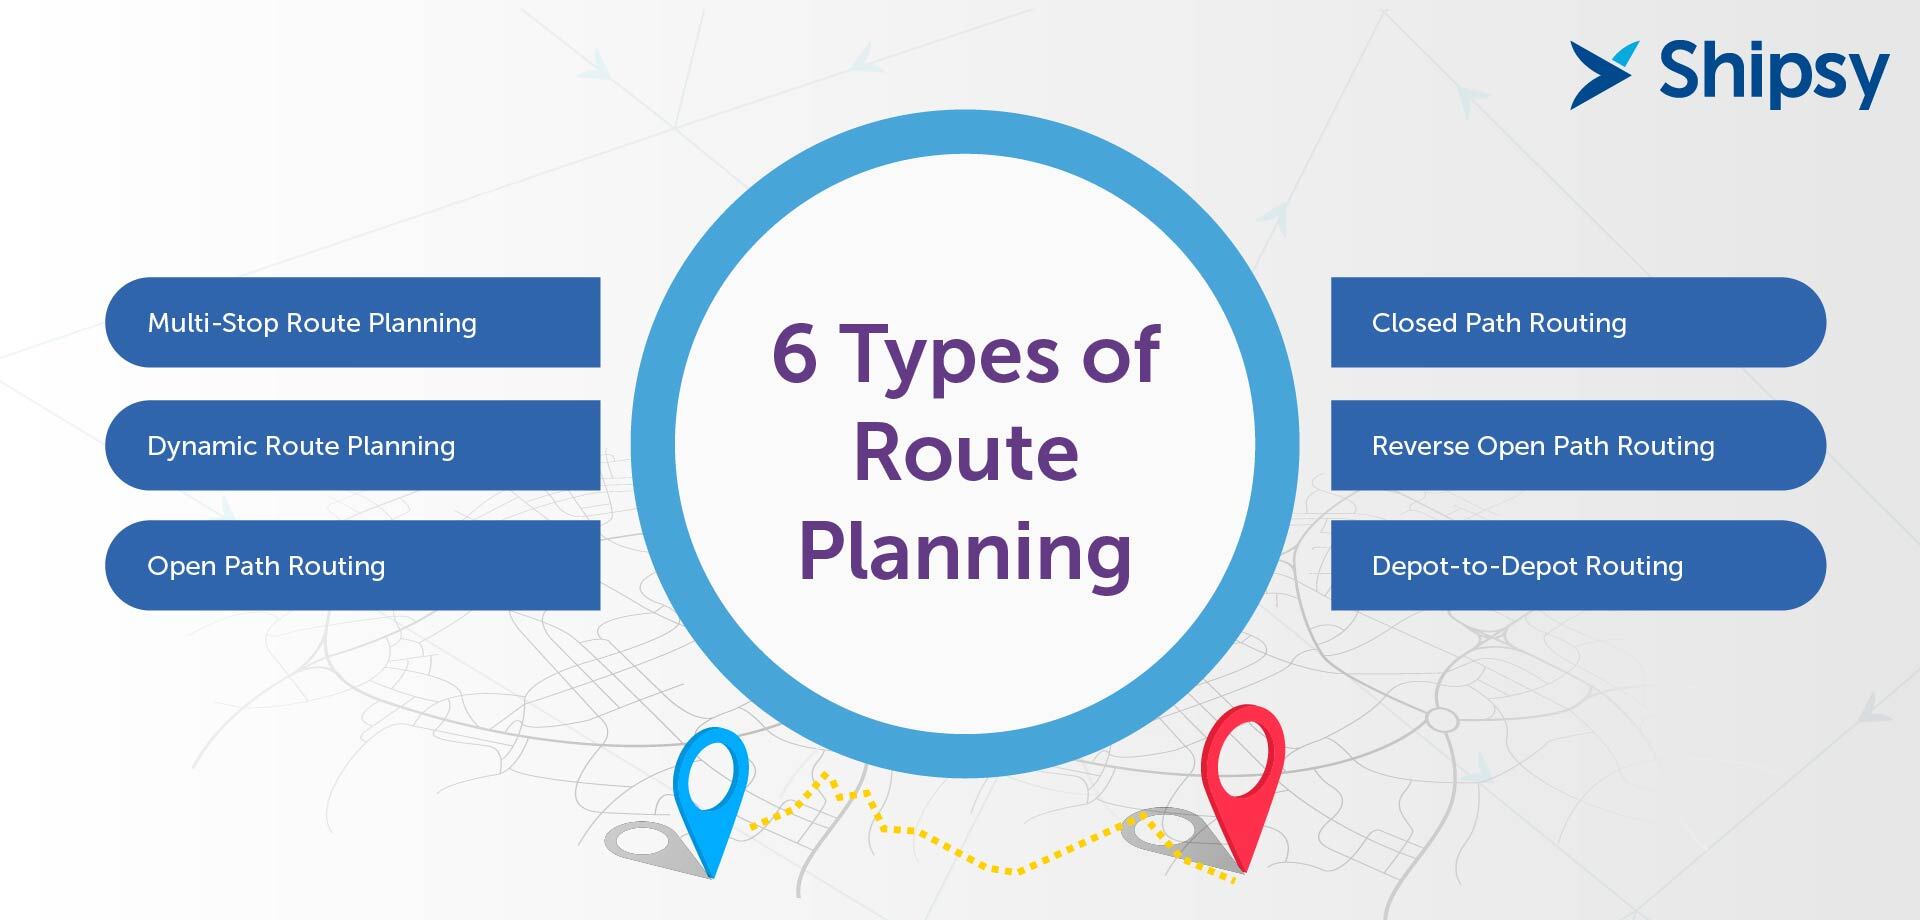 Shipsy
6 Types of
Route
Planning
Multi-Stop Route Planning
Dynamic Route Planning
Open Path Routing
Closed Path Routing
Reverse Open Path Routing
Depot-to-Depot Routing